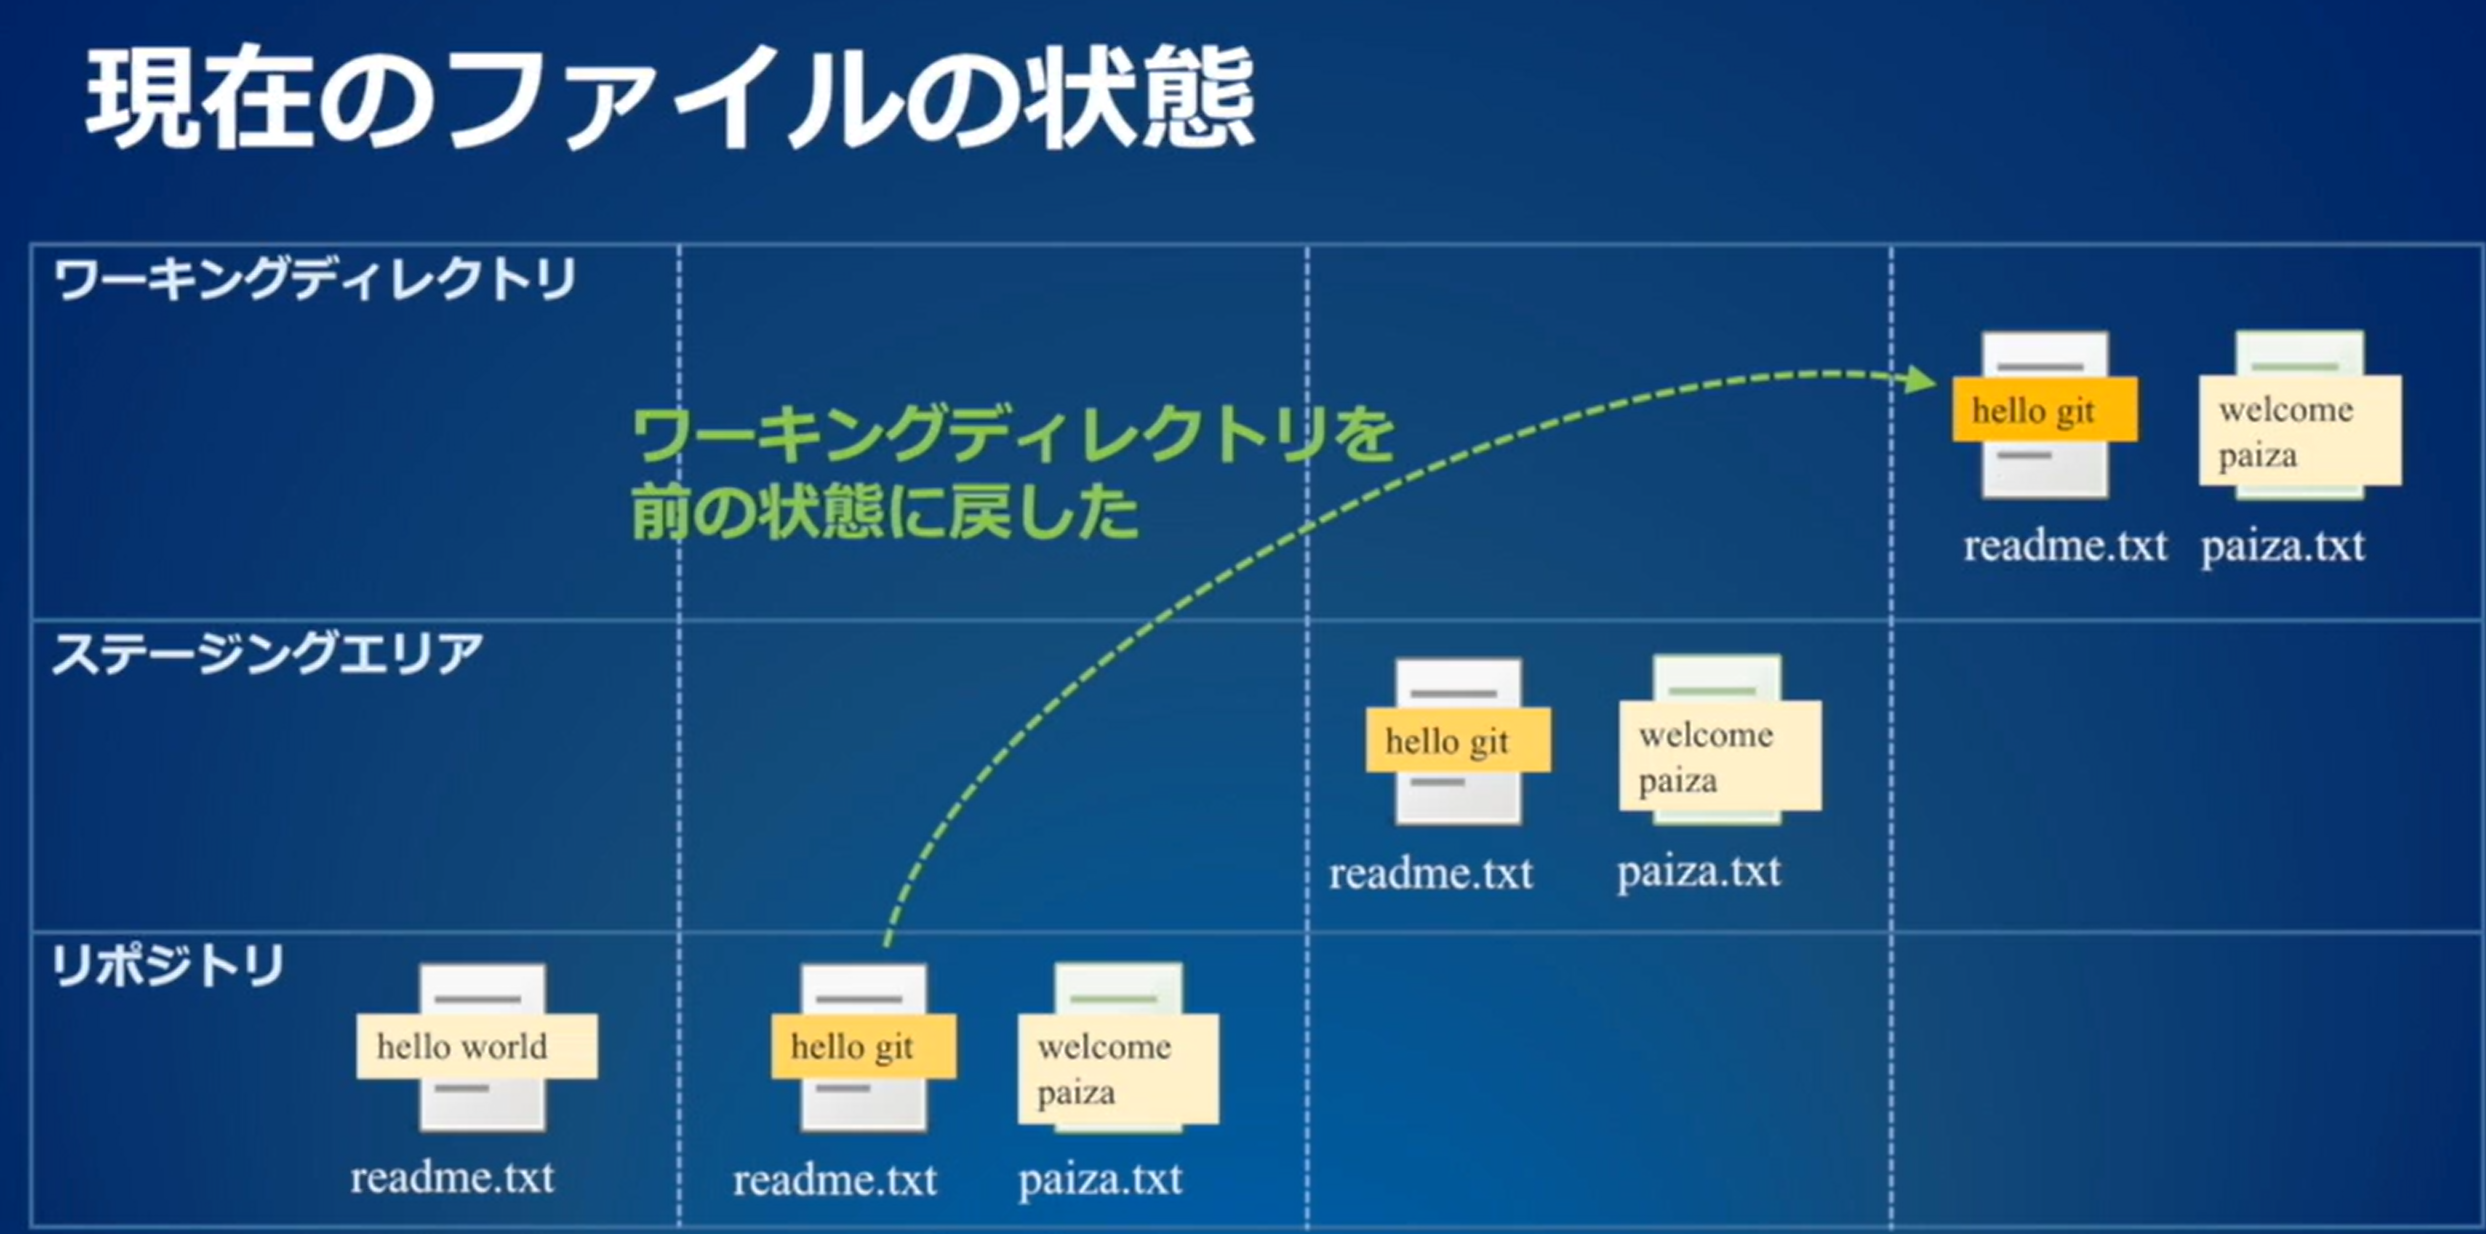 現在のファイルの状態
ワーキングディレクトリ
ワーキングディレクトリを
前の状態に戻した
hello git
readme.txt
welcome
paiza
paiza.txt
ステージングエリア
hello git
readme.txt
welcome
paiza
paiza.txt
リポジトリ
hello world
readme.txt
hello git
readme.txt
welcome
paiza
paiza.txt